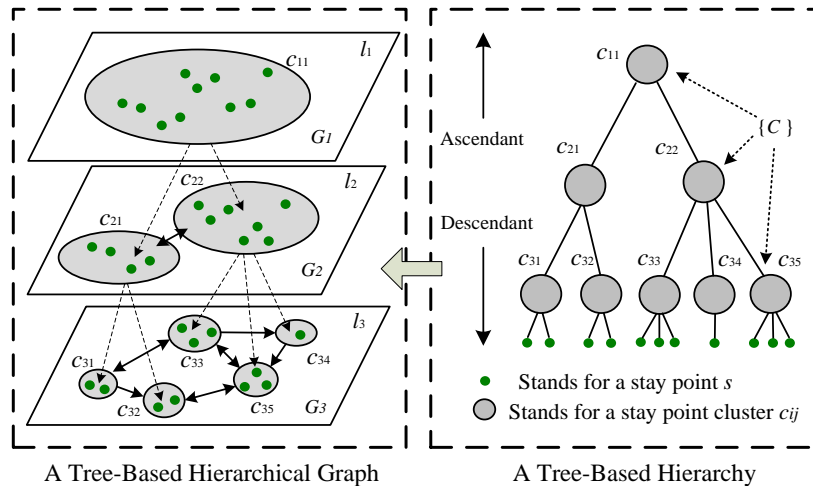 l1
c11
G1
c22
l2
c21
G2
l3
c31
c33
c34
c32
c35
G3
A Tree-Based Hierarchical Graph
c11
Ascendant
{C}
c21
c22
Descendant
c31
c32
c33
c34
c35
Stands for a stay point s
Stands for a stay point cluster cij
A Tree-Based Hierarchy